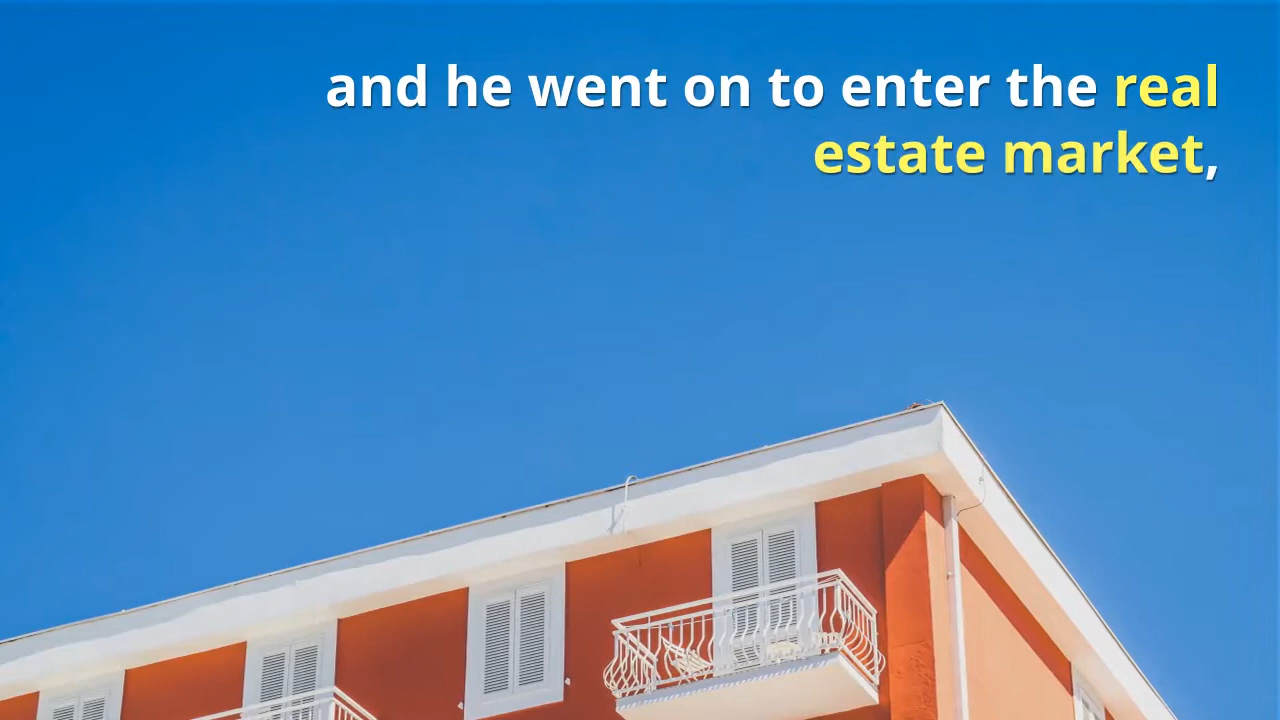 and he went on to enter the real
estate market,